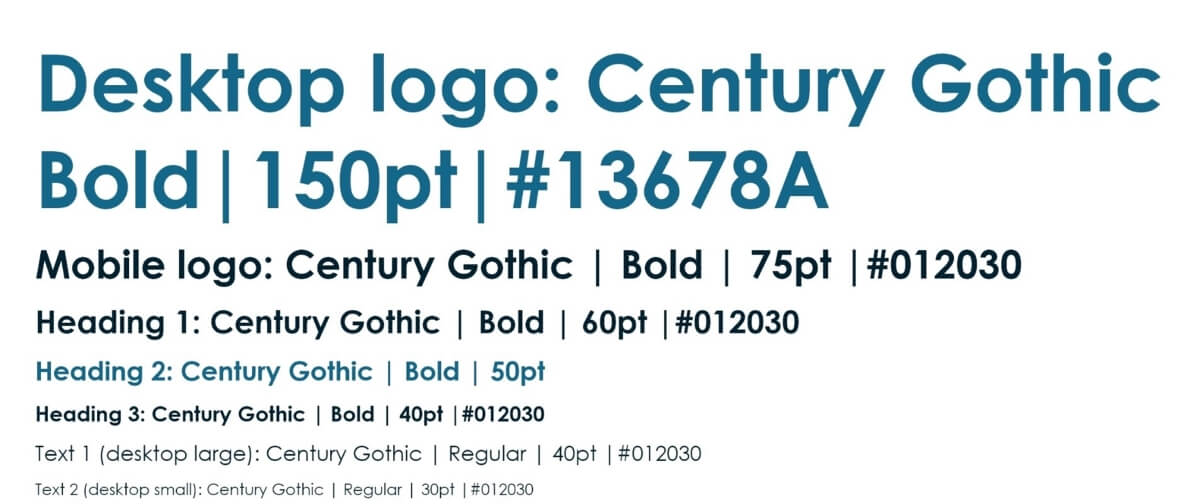 Desktop logo: Century Gothic
Bold|150pt|#13678A
Mobile logo: Century Gothic | Bold | 75pt |#012030
Heading 1: Century Gothic | Bold | 60pt |#012030
Heading 2: Century Gothic | Bold | 50pt
Heading 3: Century Gothic | Bold | 40pt |#012030
Text 1 (desktop large): Century Gothic | Regular | 40pt |#012030
Text 2 (desktop small): Century Gothic | Regular | 30pt |#012030